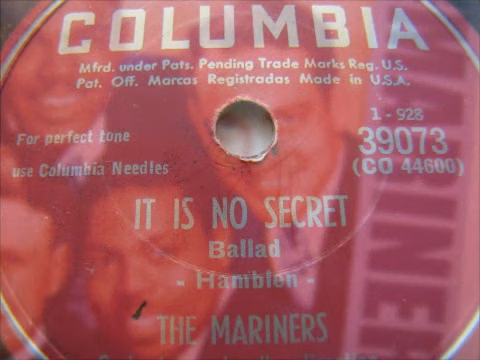 COLUMBIA
Mfrd. under Pats. Pending Trade Marks Reg. U.S.
Pat. Off. Marcas Registradas Made in U.S.A.
1 - 928
For perfect tone
39073
use Columbia Needles
(CO 44600)
IT IS NO SECRET
Ballad
- Hamblen -
THE MARINERS